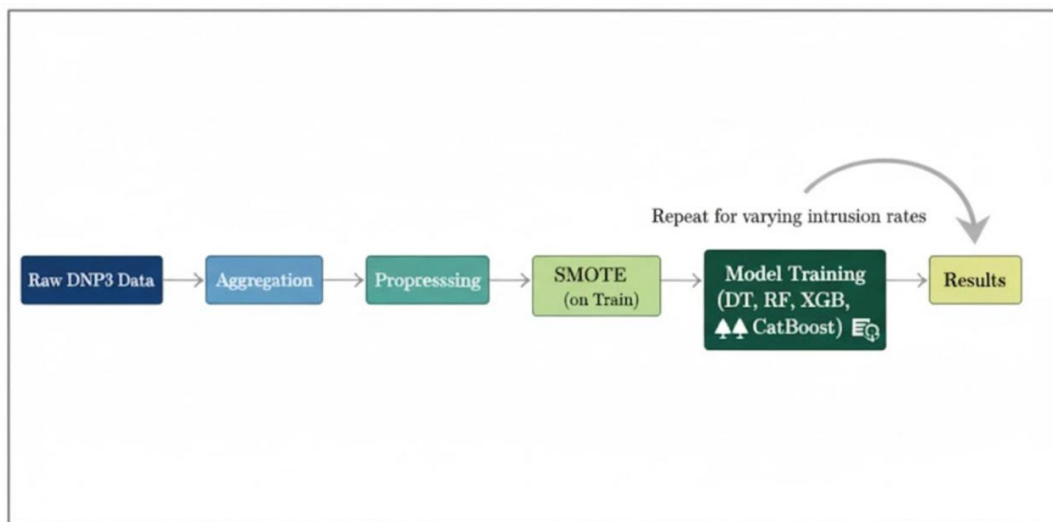 Repeat for varying intrusion rates
Raw DNP3 Data
Aggregation
Propcesssing
SMOTE
(on Train)
Model Training
(DT, RF, XGB,
CatBoost)
Results